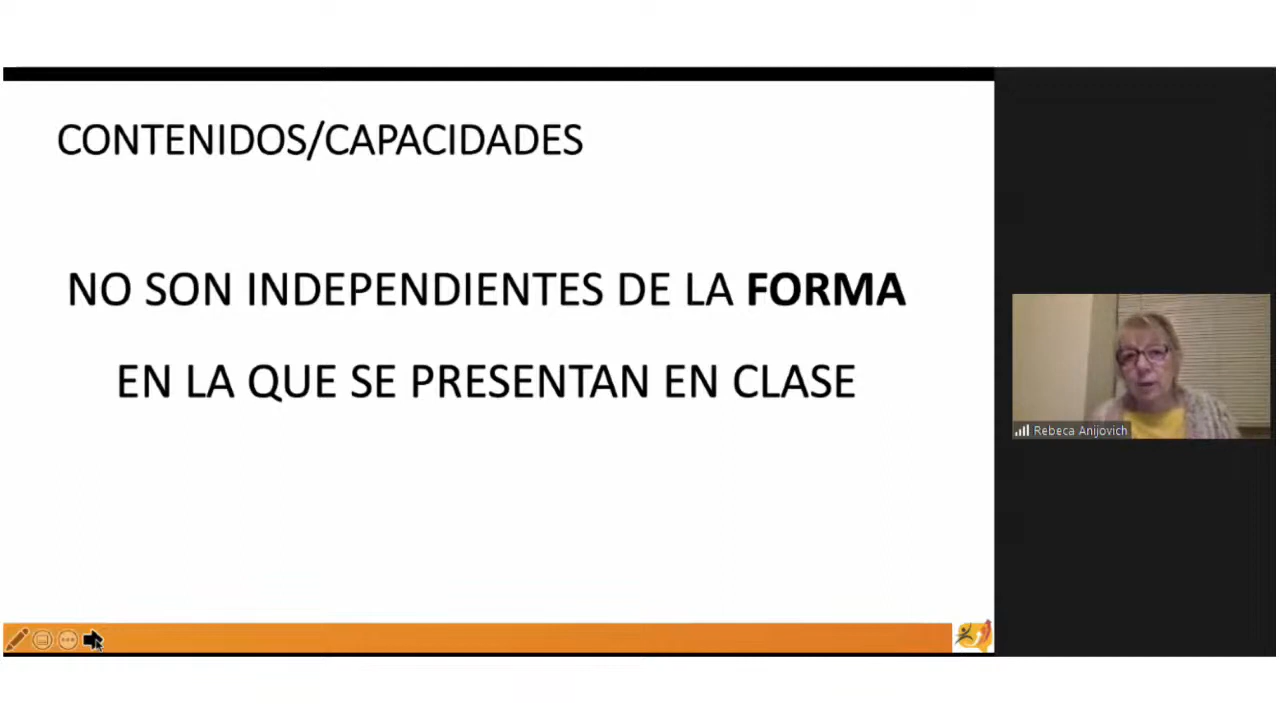 CONTENIDOS/CAPACIDADES
NO SON INDEPENDIENTES DE LA FORMA
EN LA QUE SE PRESENTAN EN CLASE
Rebeca Anijovich